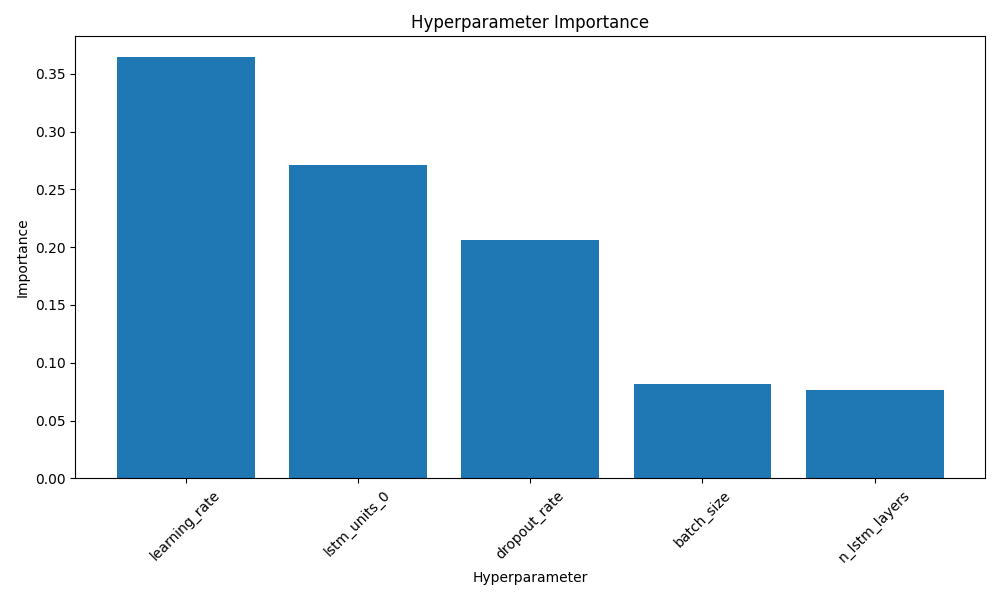 Hyperparameter Importance
Importance
0.35
0.30
0.25
0.20
0.15
0.10
0.05
0.00
learning_rate
lstm_units_0
dropout_rate
batch_size
n_lstm_layers
Hyperparameter